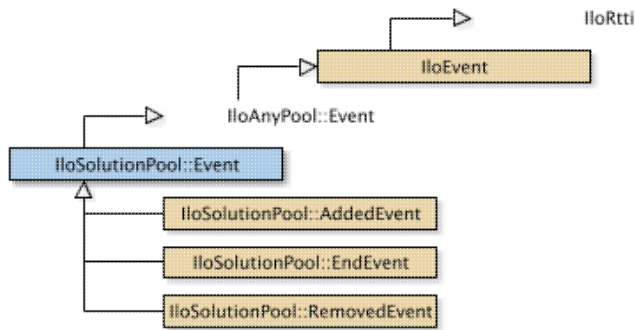 IloRtti
IloEvent
IloAnyPool::Event
IloSolutionPool::Event
IloSolutionPool::AddedEvent
IloSolutionPool::EndEvent
IloSolutionPool::RemovedEvent